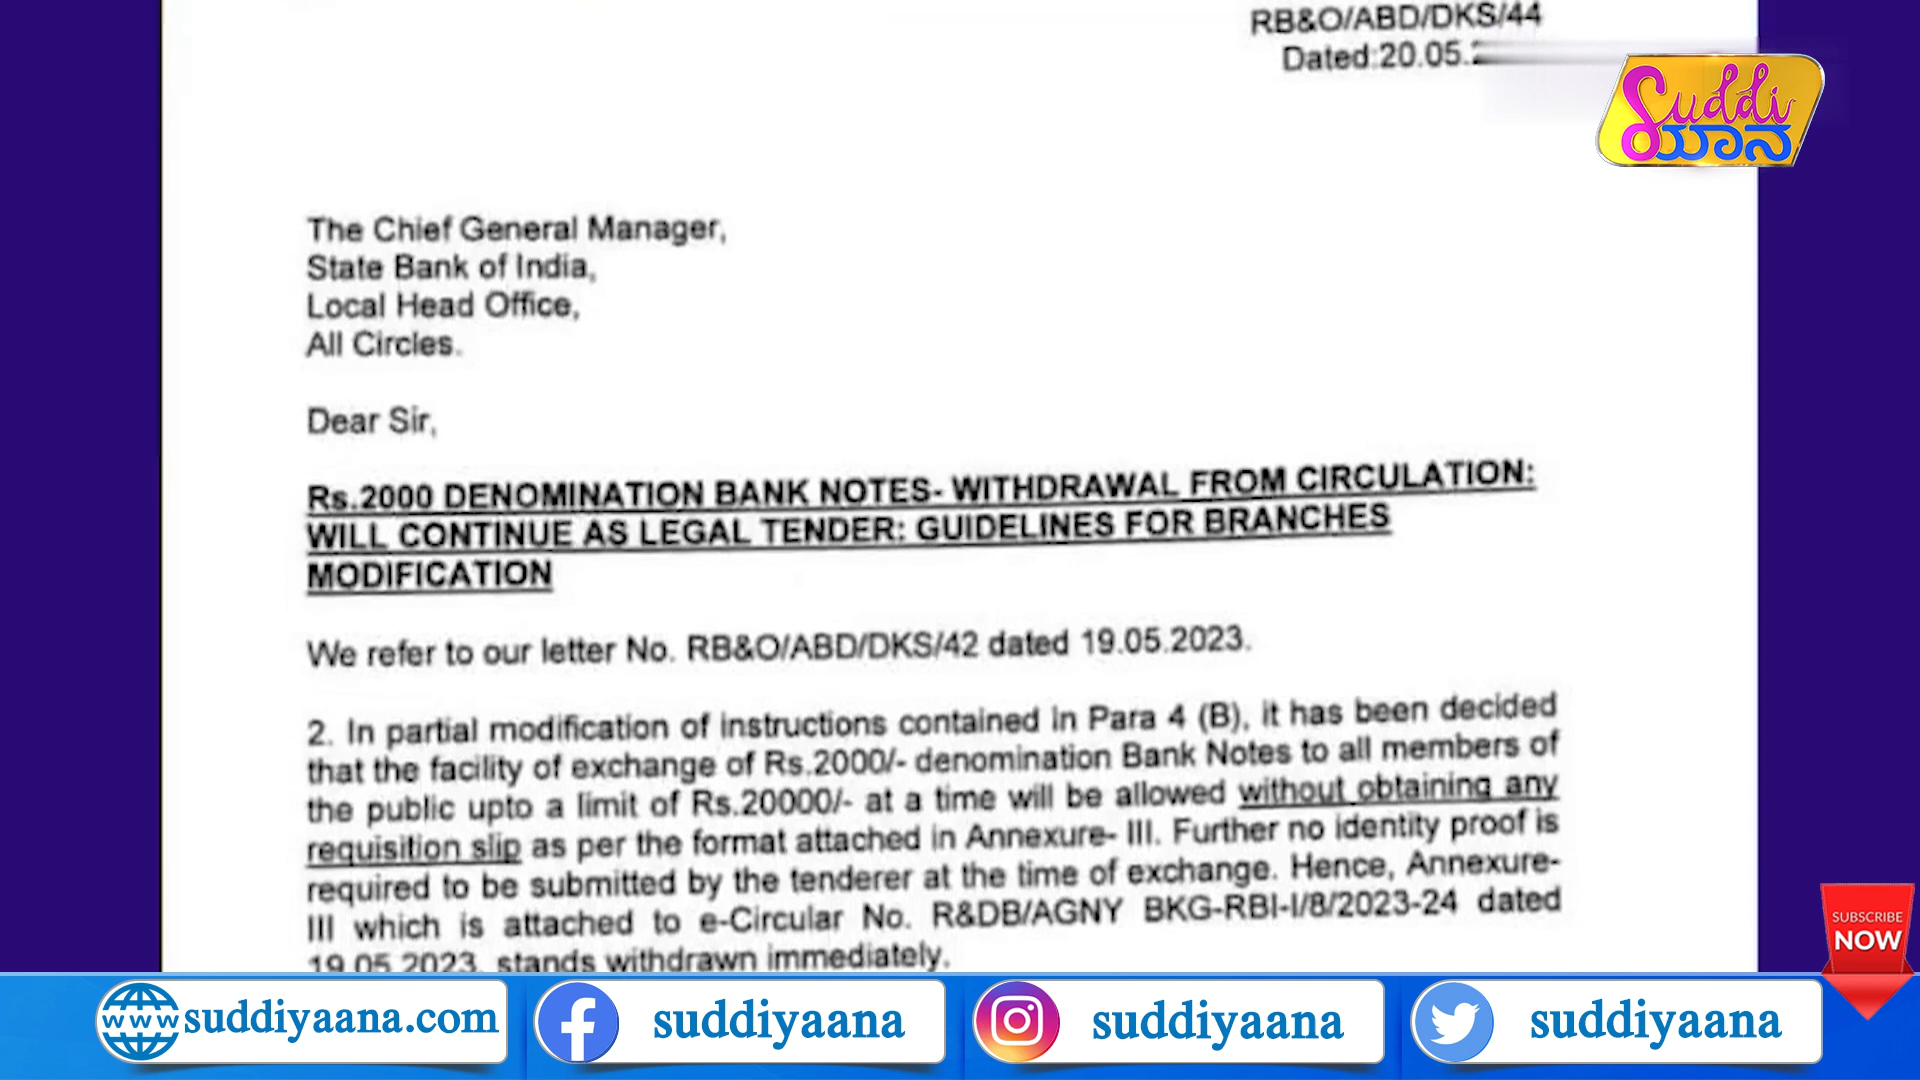 RB&O/ABD/DKS/44
Dated:20.05.
Suddi
ಯಾನ
The Chief General Manager,
State Bank of India,
Local Head Office,
All Circles.
Dear Sir,
Rs.2000 DENOMINATION BANK NOTES- WITHDRAWAL FROM CIRCULATION:
WILL CONTINUE AS LEGAL TENDER: GUIDELINES FOR BRANCHES
MODIFICATION
We refer to our letter No. RB&O/ABD/DKS/42 dated 19.05.2023.
2. In partial modification of instructions contained in Para 4 (B), it has been decided
that the facility of exchange of Rs.2000/- denomination Bank Notes to all members of
the public upto a limit of Rs.20000/- at a time will be allowed without obtaining any
requisition slip as per the format attached in Annexure- III. Further no identity proof is
required to be submitted by the tenderer at the time of exchange. Hence, Annexure-
III which is attached to e-Circular No. R&DB/AGNY BKG-RBI-I/8/2023-24 dated
19.05.2023, stands withdrawn immediately.
SUBSCRIBE
NOW
www suddiyaana.com
suddiyaana
suddiyaana
suddiyaana